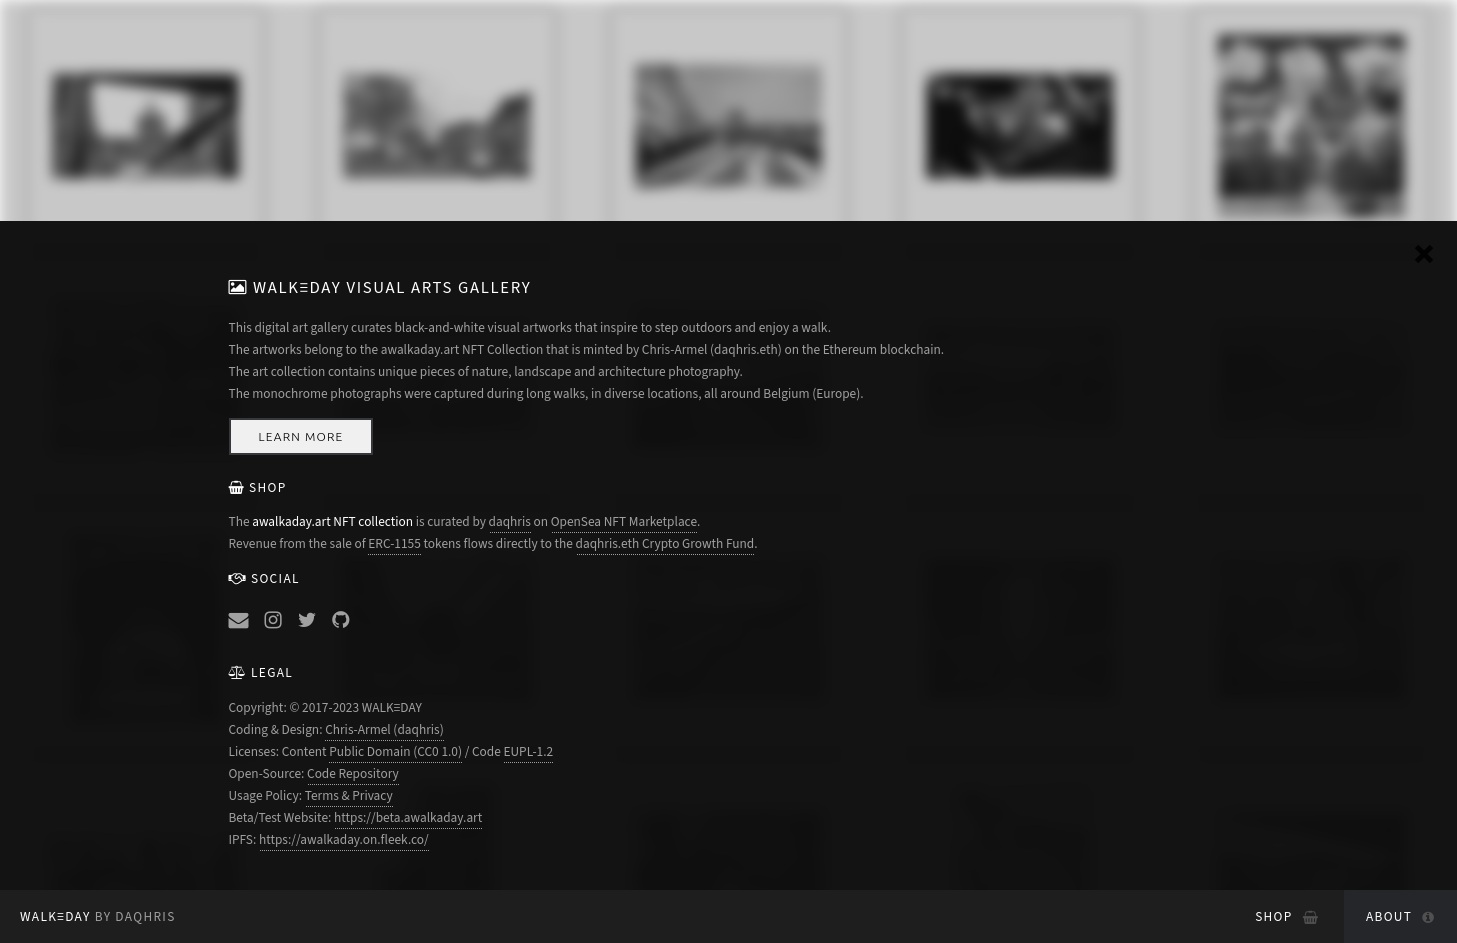 WALK≡DAY VISUAL ARTS GALLERY
This digital art gallery curates black-and-white visual artworks that inspire to step outdoors and enjoy a walk.
The artworks belong to the awalkaday.art NFT Collection that is minted by Chris-Armel (daqhris.eth) on the Ethereum blockchain.
The art collection contains unique pieces of nature, landscape and architecture photography.
The monochrome photographs were captured during long walks, in diverse locations, all around Belgium (Europe).
LEARN MORE
SHOP
The awalkaday.art NFT collection is curated by daqhris on OpenSea NFT Marketplace.
Revenue from the sale of ERC-1155 tokens flows directly to the daqhris.eth Crypto Growth Fund.
SOCIAL
LEGAL
Copyright: © 2017-2023 WALK≡DAY
Coding & Design: Chris-Armel (daqhris)
Licenses: Content Public Domain (CC0 1.0) / Code EUPL-1.2
Open-Source: Code Repository
Usage Policy: Terms & Privacy
Beta/Test Website: https://beta.awalkaday.art
IPFS: https://awalkaday.on.fleek.co/
WALK≡DAY BY DAQHRIS
SHOP
ABOUT